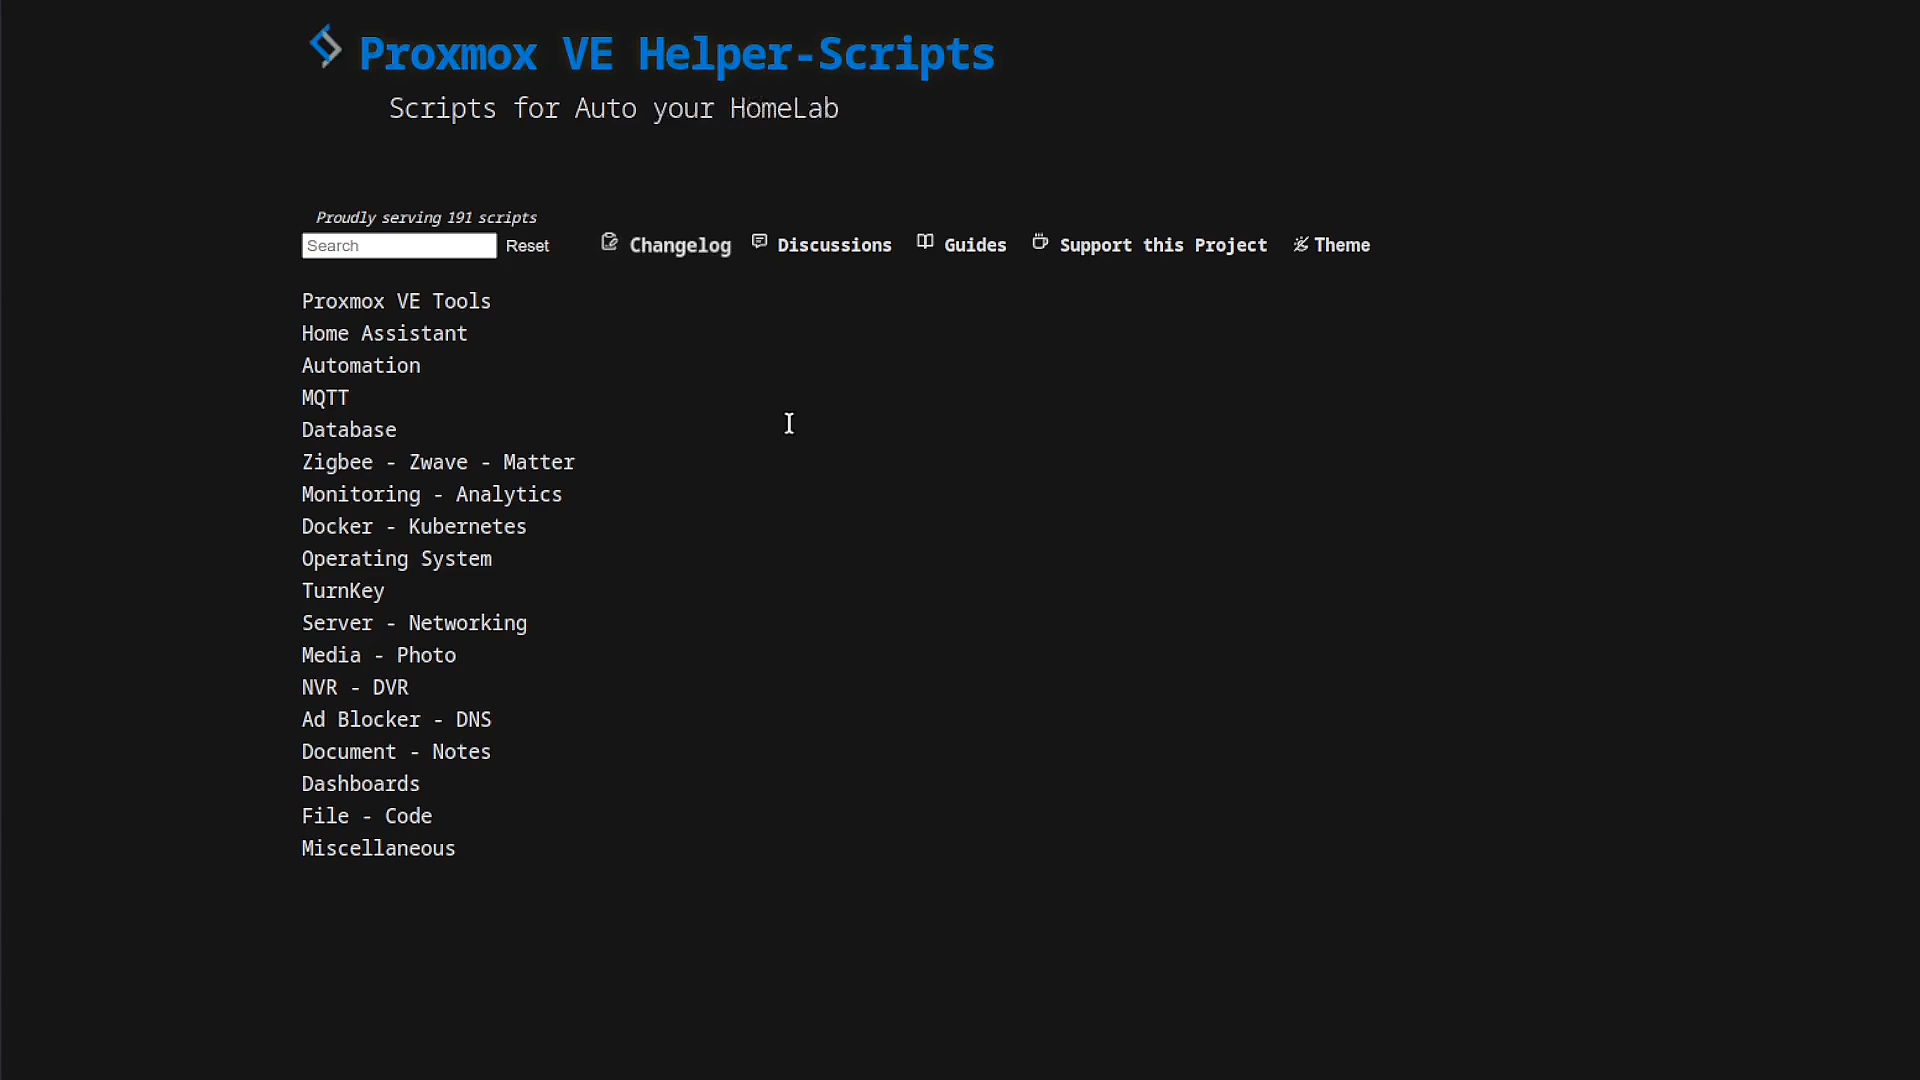 Proxmox VE Helper-Scripts
Scripts for Auto your HomeLab
Proudly serving 191 scripts
Search Reset Changelog Discussions Guides Support this Project Theme
Proxmox VE Tools
Home Assistant
Automation
MQTT
Database
Zigbee - Zwave - Matter
Monitoring - Analytics
Docker - Kubernetes
Operating System
TurnKey
Server - Networking
Media - Photo
NVR - DVR
Ad Blocker - DNS
Document - Notes
Dashboards
File - Code
Miscellaneous